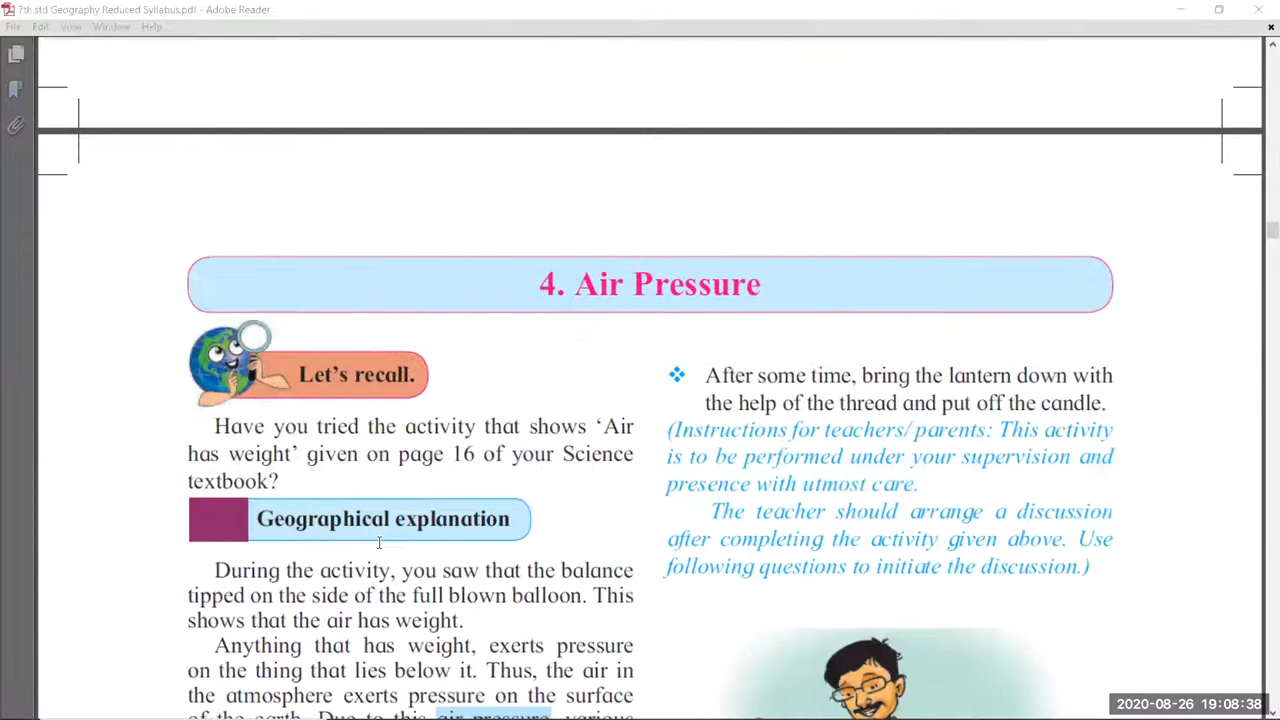 7th std Geography Reduced Syllabus.pdf - Adobe Reader
File Edit View Window Help
4. Air Pressure
Let's recall.
Have you tried the activity that shows ‘Air
has weight’ given on page 16 of your Science
textbook?
Geographical explanation
During the activity, you saw that the balance
tipped on the side of the full blown balloon. This
shows that the air has weight.
Anything that has weight, exerts pressure
on the thing that lies below it. Thus, the air in
the atmosphere exerts pressure on the surface
of the earth. Due to this air pressure, various
After some time, bring the lantern down with
the help of the thread and put off the candle.
(Instructions for teachers/ parents: This activity
is to be performed under your supervision and
presence with utmost care.
The teacher should arrange a discussion
after completing the activity given above. Use
following questions to initiate the discussion.)
2020-08-26 19:08:38